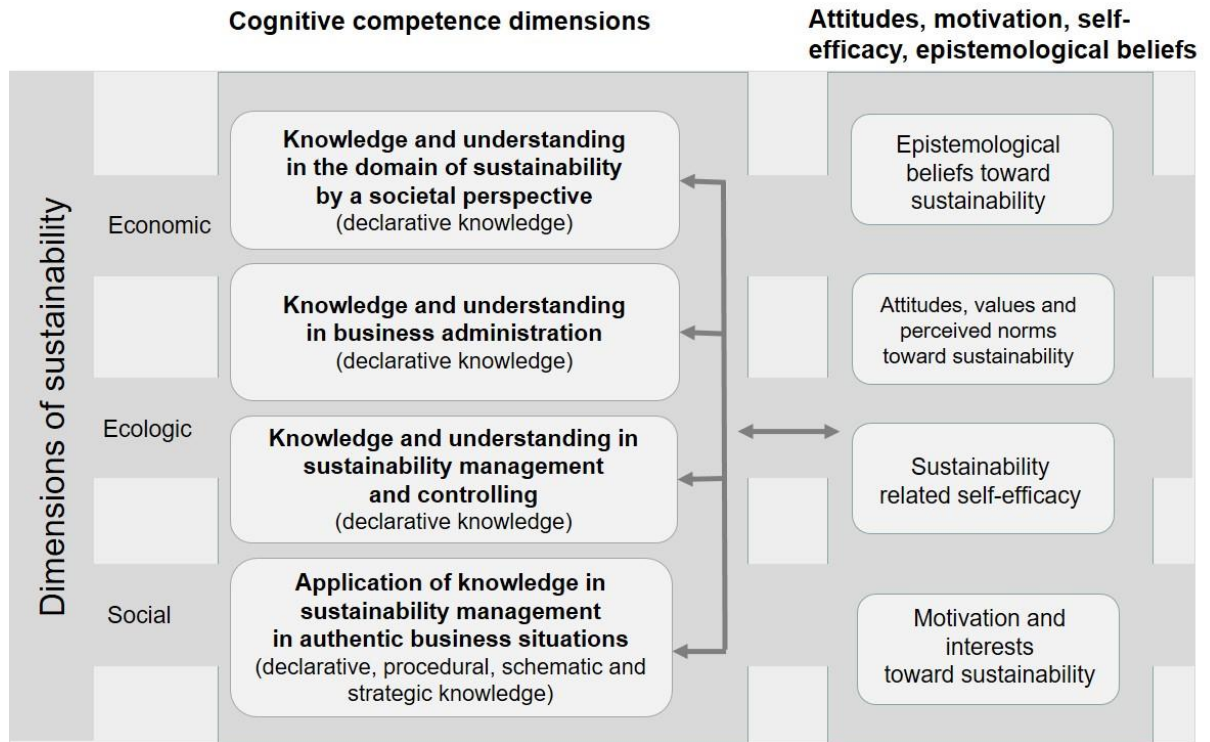 Cognitive competence dimensions
Attitudes, motivation, self-
efficacy, epistemological beliefs
Dimensions of sustainability
Economic
Ecologic
Social
Knowledge and understanding
in the domain of sustainability
by a societal perspective
(declarative knowledge)
Knowledge and understanding
in business administration
(declarative knowledge)
Knowledge and understanding in
sustainability management
and controlling
(declarative knowledge)
Application of knowledge in
sustainability management
in authentic business situations
(declarative, procedural, schematic and
strategic knowledge)
Epistemological
beliefs toward
sustainability
Attitudes, values and
perceived norms
toward sustainability
Sustainability
related self-efficacy
Motivation and
interests
toward sustainability